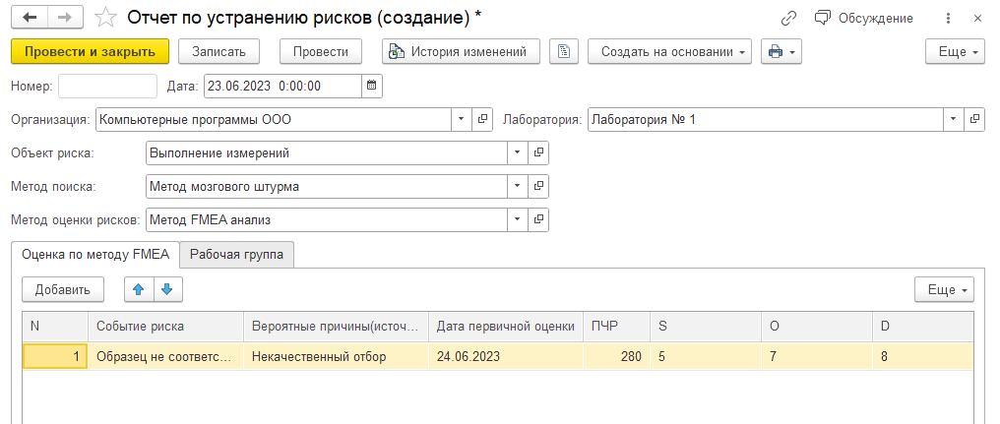 Отчет по устранению рисков (создание) *
Обсуждение
Провести и закрыть Записать Провести История изменений Создать на основании Еще
Номер: Дата: 23.06.2023 0:00:00
Организация: Компьютерные программы ООО Лаборатория: Лаборатория № 1
Объект риска: Выполнение измерений
Метод поиска: Метод мозгового штурма
Метод оценки рисков: Метод FMEA анализ
Оценка по методу FMEA Рабочая группа
Добавить Еще
N Событие риска Вероятные причины(источ... Дата первичной оценки ПЧР S O D
1 Образец не соответс... Некачественный отбор 24.06.2023 280 5 7 8